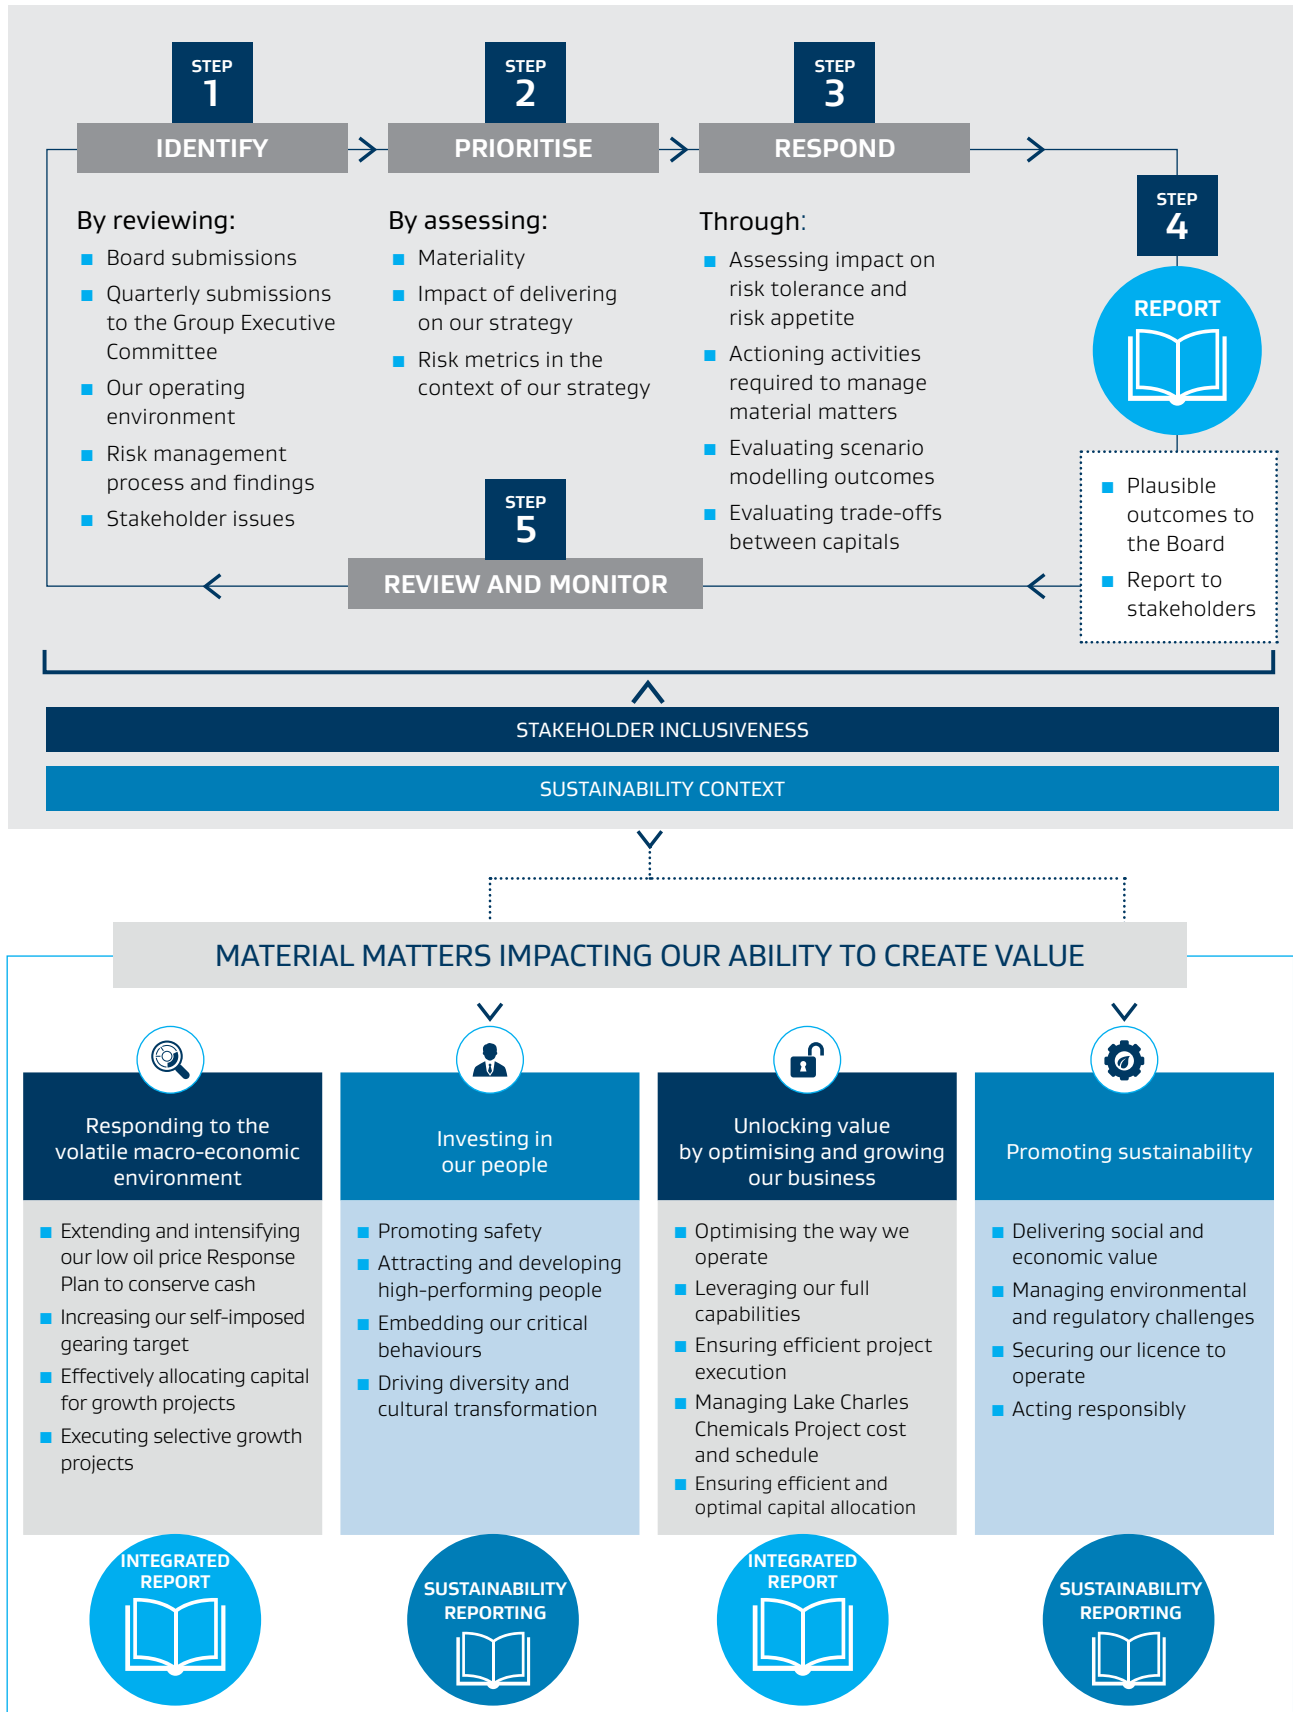 STEP
1
IDENTIFY
By reviewing:
Board submissions
Quarterly submissions
to the Group Executive
Committee
Our operating
environment
Risk management
process and findings
Stakeholder issues
STEP
2
PRIORITISE
By assessing:
Materiality
Impact of delivering
on our strategy
Risk metrics in the
context of our strategy
STEP
3
RESPOND
Through:
Assessing impact on
risk tolerance and
risk appetite
Actioning activities
required to manage
material matters
Evaluating scenario
modelling outcomes
Evaluating trade-offs
between capitals
STEP
4
REPORT
Plausible
outcomes to
the Board
Report to
stakeholders
STEP
5
REVIEW AND MONITOR
STAKEHOLDER INCLUSIVENESS
SUSTAINABILITY CONTEXT
MATERIAL MATTERS IMPACTING OUR ABILITY TO CREATE VALUE
Responding to the
volatile macro-economic
environment
Extending and intensifying
our low oil price Response
Plan to conserve cash
Increasing our self-imposed
gearing target
Effectively allocating capital
for growth projects
Executing selective growth
projects
INTEGRATED
REPORT
Investing in
our people
Promoting safety
Attracting and developing
high-performing people
Embedding our critical
behaviours
Driving diversity and
cultural transformation
SUSTAINABILITY
REPORTING
Unlocking value
by optimising and growing
our business
Optimising the way we
operate
Leveraging our full
capabilities
Ensuring efficient project
execution
Managing Lake Charles
Chemicals Project cost
and schedule
Ensuring efficient and
optimal capital allocation
INTEGRATED
REPORT
Promoting sustainability
Delivering social and
economic value
Managing environmental
and regulatory challenges
Securing our licence to
operate
Acting responsibly
SUSTAINABILITY
REPORTING